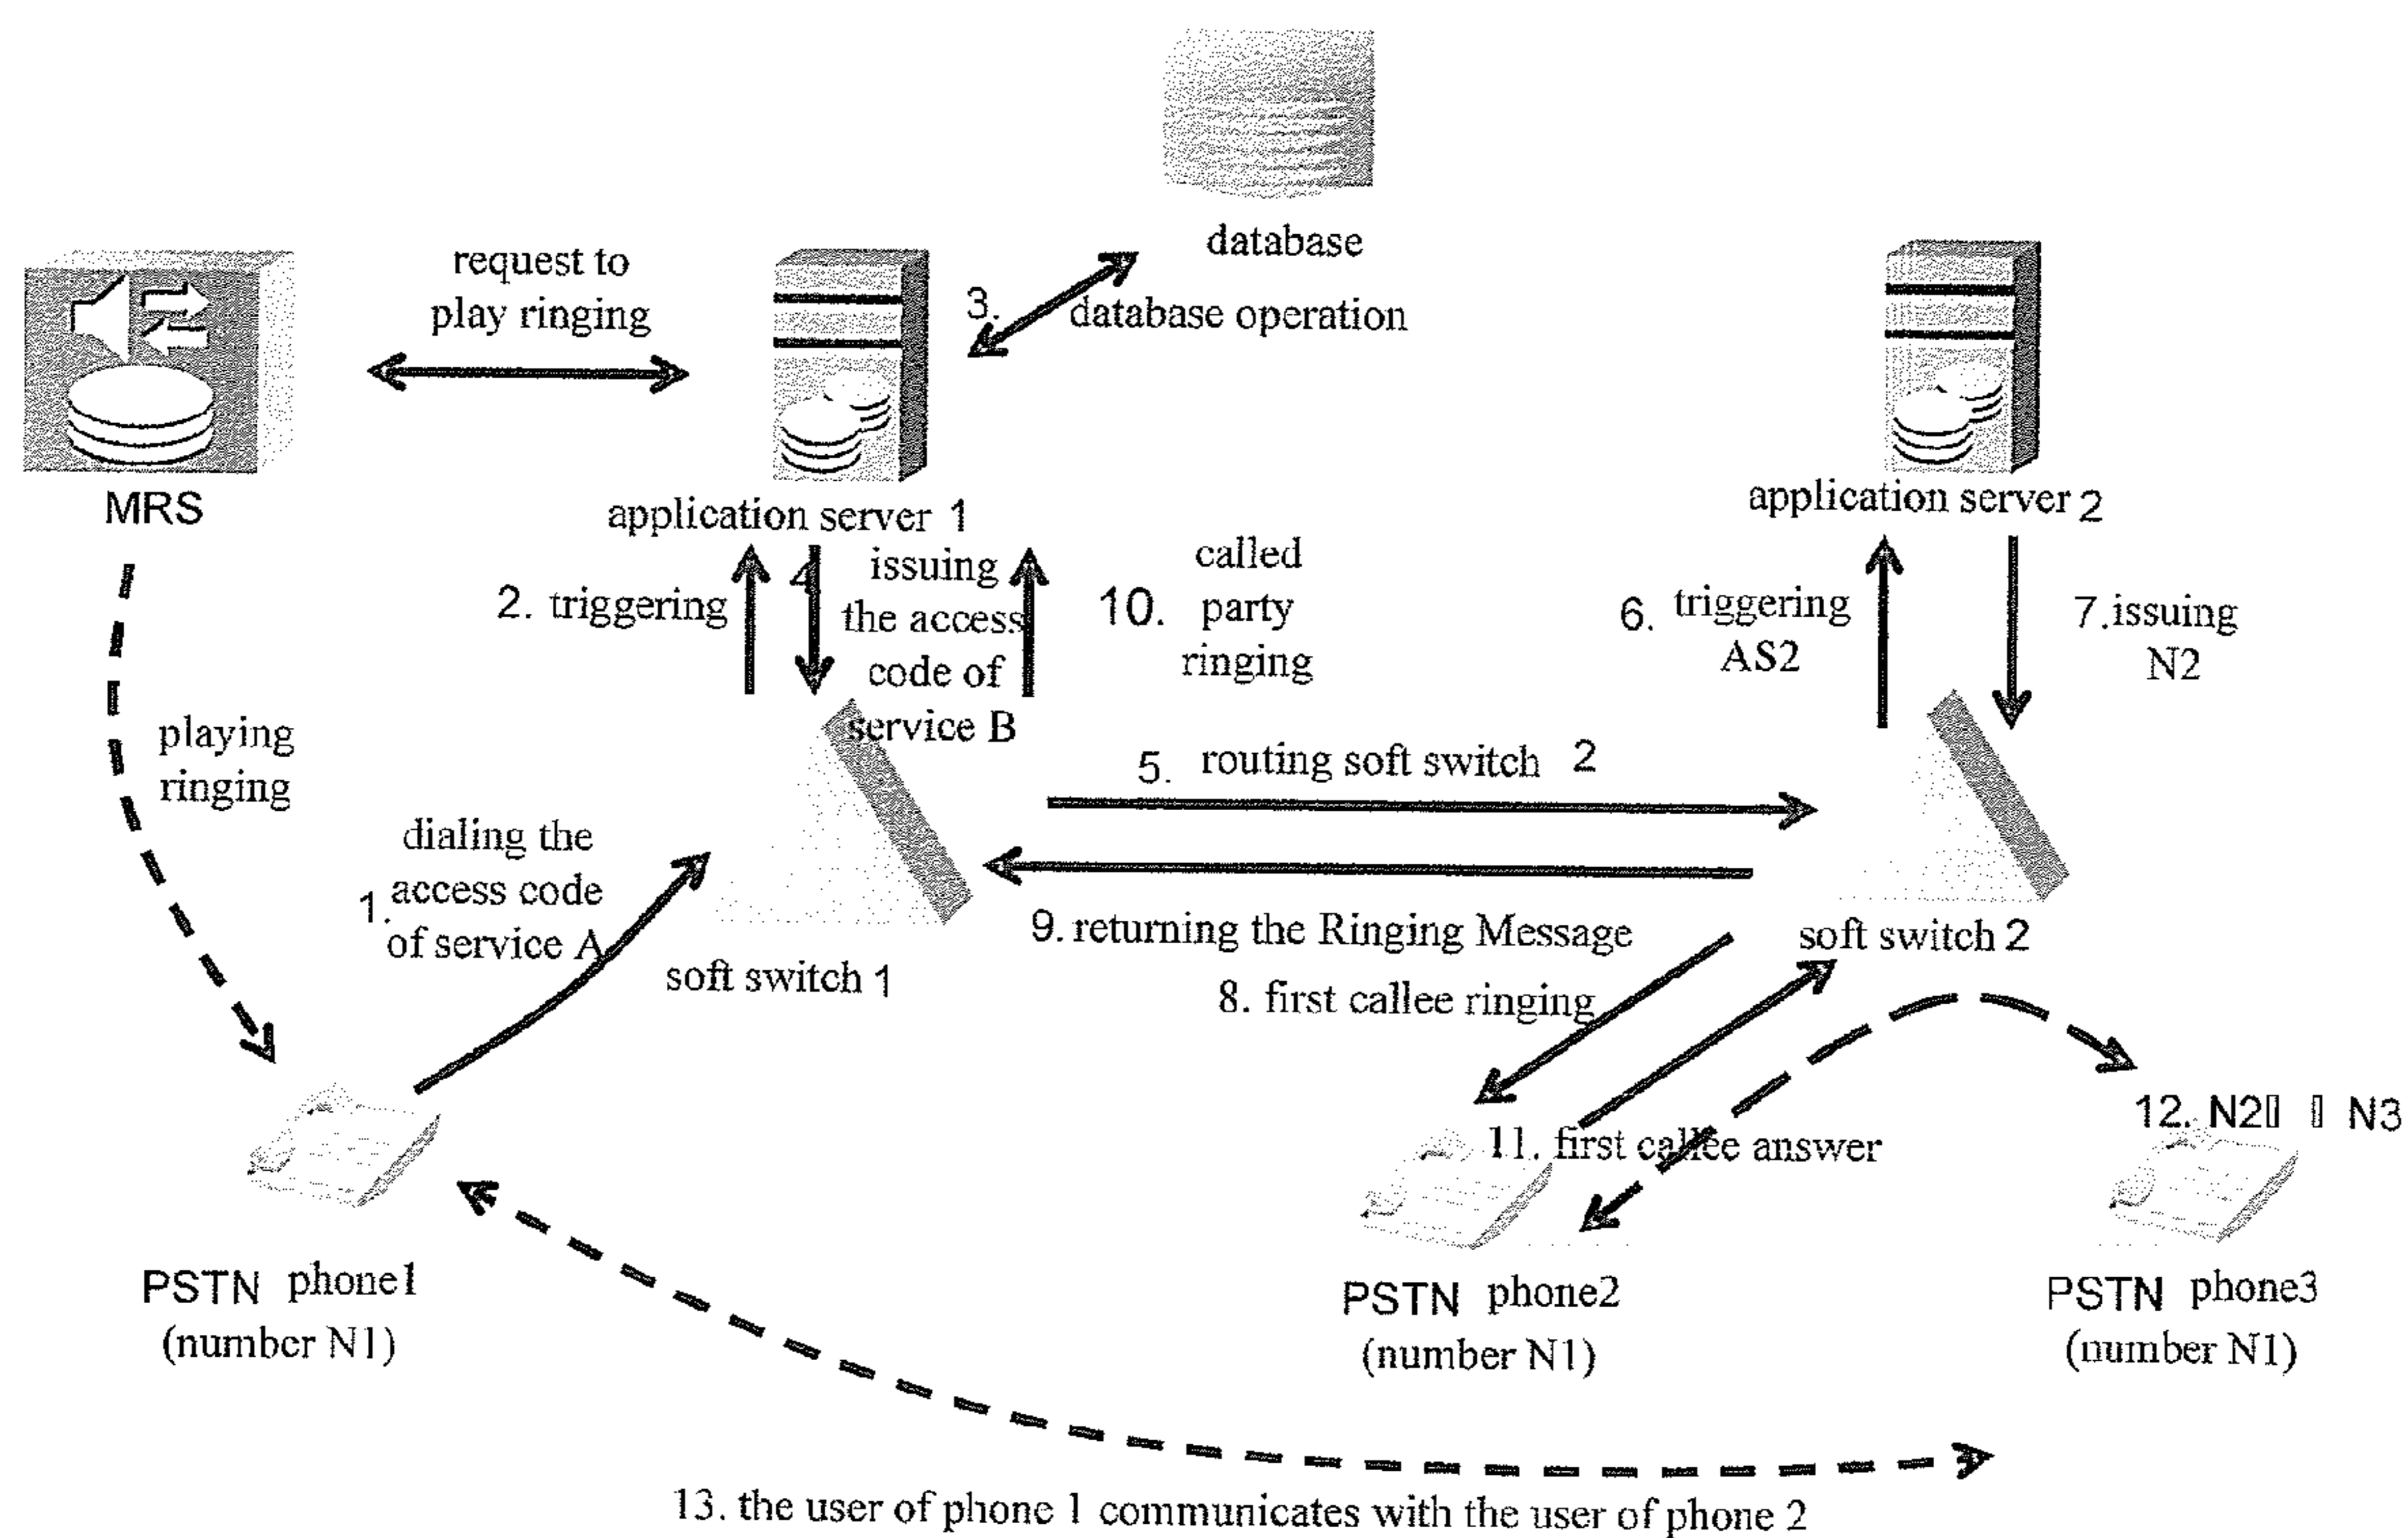 database
request to
play ringing
3.
database operation
MRS
application server 1
application server 2
2. triggering
4
issuing
the access
code of
service B
10.
called
party
ringing
6.
triggering
AS2
7.issuing
N2
playing
ringing
5. routing soft switch 2
1.
dialing the
access code
of service A
soft switch 1
9.returning the Ringing Message
soft switch 2
8. first callee ringing
12. N2▯ ▯ N3
11. first callee answer
PSTN phone1
(number N1)
PSTN phone2
(number N1)
PSTN phone3
(number N1)
13. the user of phone 1 communicates with the user of phone 2